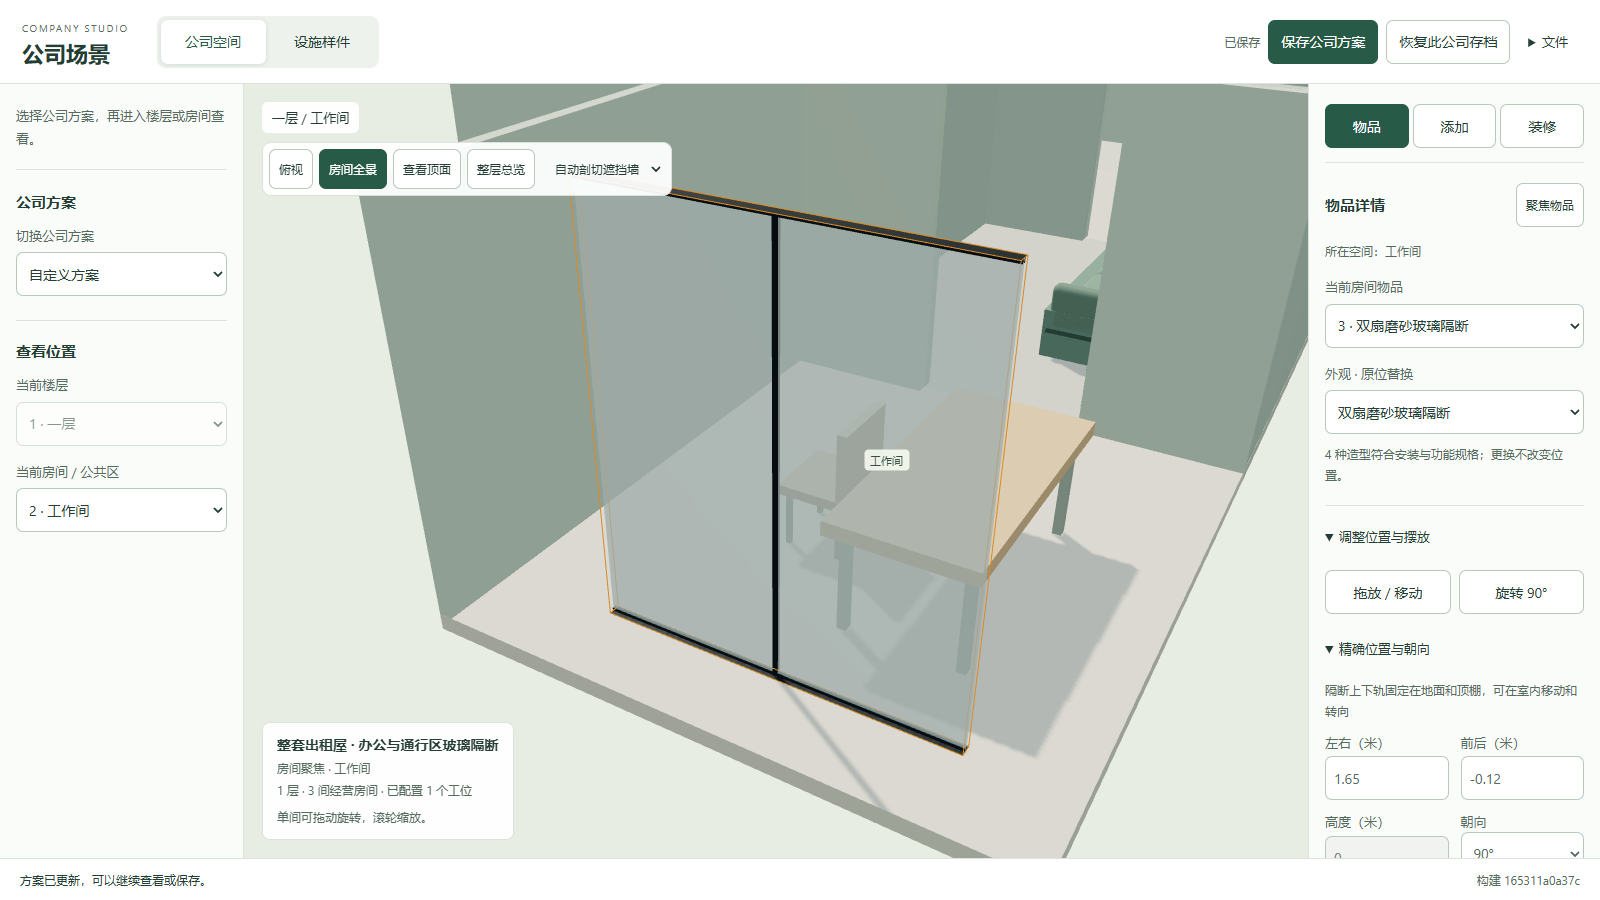 COMPANY STUDIO
公司场景
公司空间
设施样件
已保存
保存公司方案
恢复此公司存档
▶ 文件
选择公司方案，再进入楼层或房间查
看。
公司方案
切换公司方案
自定义方案
查看位置
当前楼层
1 · 一层
当前房间 / 公共区
2 · 工作间
一层 / 工作间
俯视
房间全景
查看顶面
整层总览
自动剖切遮挡墙
工作间
整套出租屋 · 办公与通行区玻璃隔断
房间聚焦 · 工作间
1 层 · 3 间经营房间 · 已配置 1 个工位
单间可拖动旋转，滚轮缩放。
物品
添加
装修
物品详情
聚焦物品
所在空间：工作间
当前房间物品
3 · 双扇磨砂玻璃隔断
外观 · 原位替换
双扇磨砂玻璃隔断
4 种造型符合安装与功能规格；更换不改变位
置。
▼ 调整位置与摆放
拖放 / 移动
旋转 90°
▼ 精确位置与朝向
隔断上下轨固定在地面和顶棚，可在室内移动和
转向
左右（米）
前后（米）
1.65
-0.12
高度（米）
朝向
0
90°
方案已更新，可以继续查看或保存。
构建 165311a0a37c